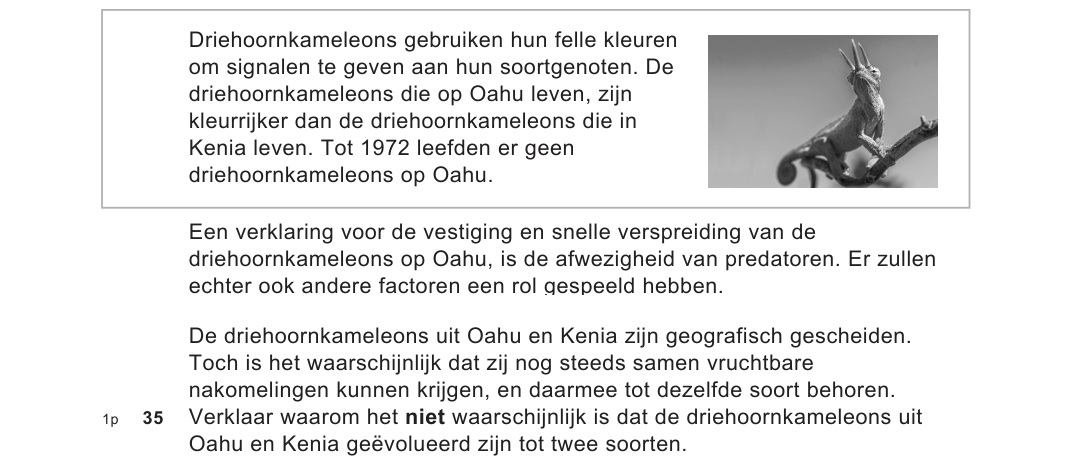 Driehoornkameleons gebruiken hun felle kleuren
om signalen te geven aan hun soortgenoten. De
driehoornkameleons die op Oahu leven, zijn
kleurrijker dan de driehoornkameleons die in
Kenia leven. Tot 1972 leefden er geen
driehoornkameleons op Oahu.
Een verklaring voor de vestiging en snelle verspreiding van de
driehoornkameleons op Oahu, is de afwezigheid van predatoren. Er zullen
echter ook andere factoren een rol gespeeld hebben.
De driehoornkameleons uit Oahu en Kenia zijn geografisch gescheiden.
Toch is het waarschijnlijk dat zij nog steeds samen vruchtbare
nakomelingen kunnen krijgen, en daarmee tot dezelfde soort behoren.
1p 35 Verklaar waarom het niet waarschijnlijk is dat de driehoornkameleons uit
Oahu en Kenia geëvolueerd zijn tot twee soorten.